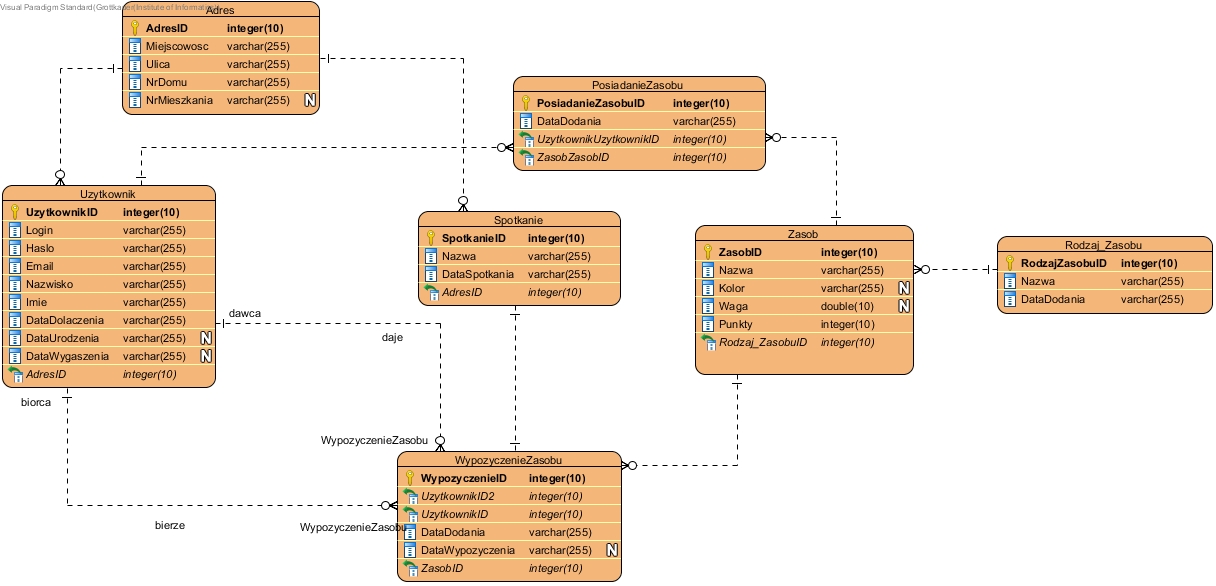 Visual Paradigm Standard(Grottka
Adres
AdresID integer(10)
Miejscowosc varchar(255)
Ulica varchar(255)
NrDomu varchar(255)
NrMieszkania varchar(255) N
PosiadanieZasobu
PosiadanieZasobuID integer(10)
DataDodania varchar(255)
UzytkownikUzytkownikID integer(10)
ZasobZasobID integer(10)
Uzytkownik
UzytkownikID integer(10)
Login varchar(255)
Haslo varchar(255)
Email varchar(255)
Nazwisko varchar(255)
Imie varchar(255)
DataDolaczenia varchar(255)
DataUrodzenia varchar(255) N
DataWygaszenia varchar(255) N
AdresID integer(10)
Spotkanie
SpotkanieID integer(10)
Nazwa varchar(255)
DataSpotkania varchar(255)
AdresID integer(10)
Zasob
ZasobID integer(10)
Nazwa varchar(255)
Kolor varchar(255) N
Waga double(10) N
Punkty integer(10)
Rodzaj_ZasobuID integer(10)
Rodzaj_Zasobu
RodzajZasobuID integer(10)
Nazwa varchar(255)
DataDodania varchar(255)
dawca
daje
biorca
WypozyczenieZasobu
bierze
WypozyczenieZasobu
WypozyczenieZasobu
WypozyczenieID integer(10)
UzytkownikID2 integer(10)
UzytkownikID integer(10)
DataDodania varchar(255)
DataWypozyczenia varchar(255) N
ZasobID integer(10)